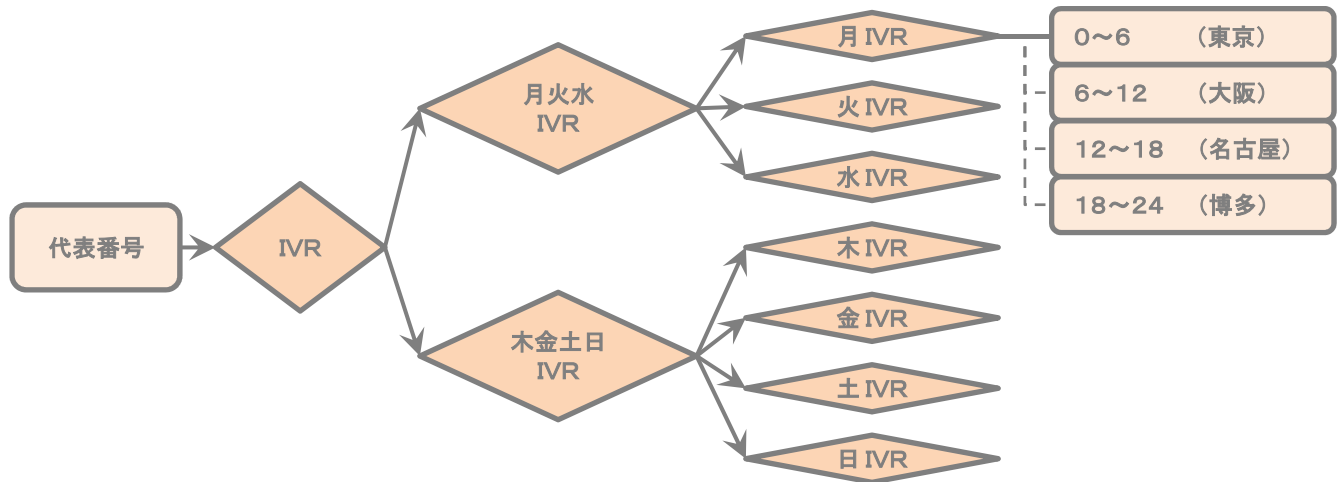 代表番号
IVR
月火水
IVR
木金土日
IVR
月 IVR
火 IVR
水 IVR
木 IVR
金 IVR
土 IVR
日 IVR
0～6 （東京）
6～12 （大阪）
12～18 （名古屋）
18～24 （博多）